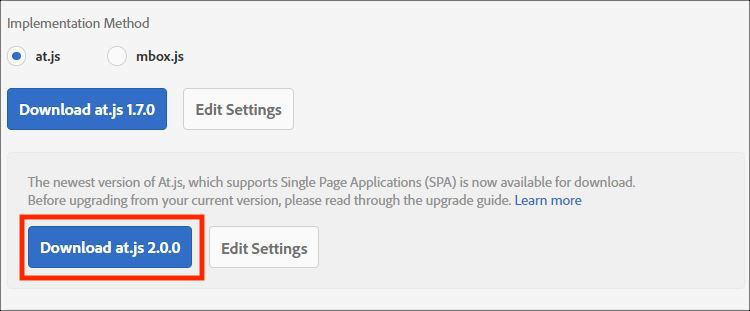 Implementation Method
at.js
mbox.js
Download at.js 1.7.0
Edit Settings
The newest version of At.js, which supports Single Page Applications (SPA) is now available for download.
Before upgrading from your current version, please read through the upgrade guide. Learn more
Download at.js 2.0.0
Edit Settings